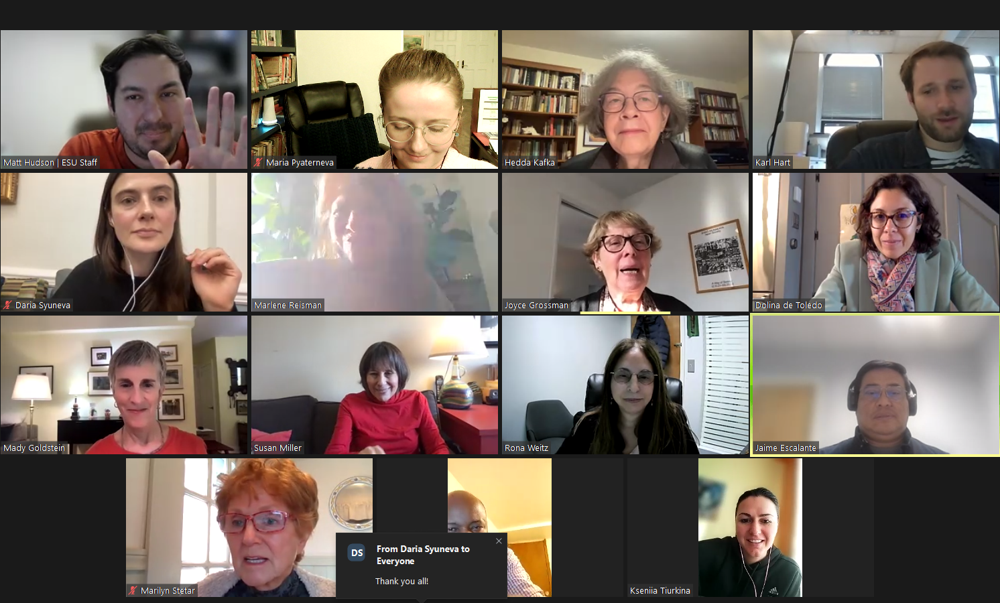 Matt Hudson | ESU Staff
Maria Pyaterneva
Hedda Kafka
Karl Hart
Daria Syuneva
Marlene Reisman
Joyce Grossman
Dolina de Toledo
Mady Goldstein
Susan Miller
Rona Weitz
Jaime Escalante
Marilyn Stetar
DS
From Daria Syuneva to
Everyone
Thank you all!
Kseniia Tiurkina